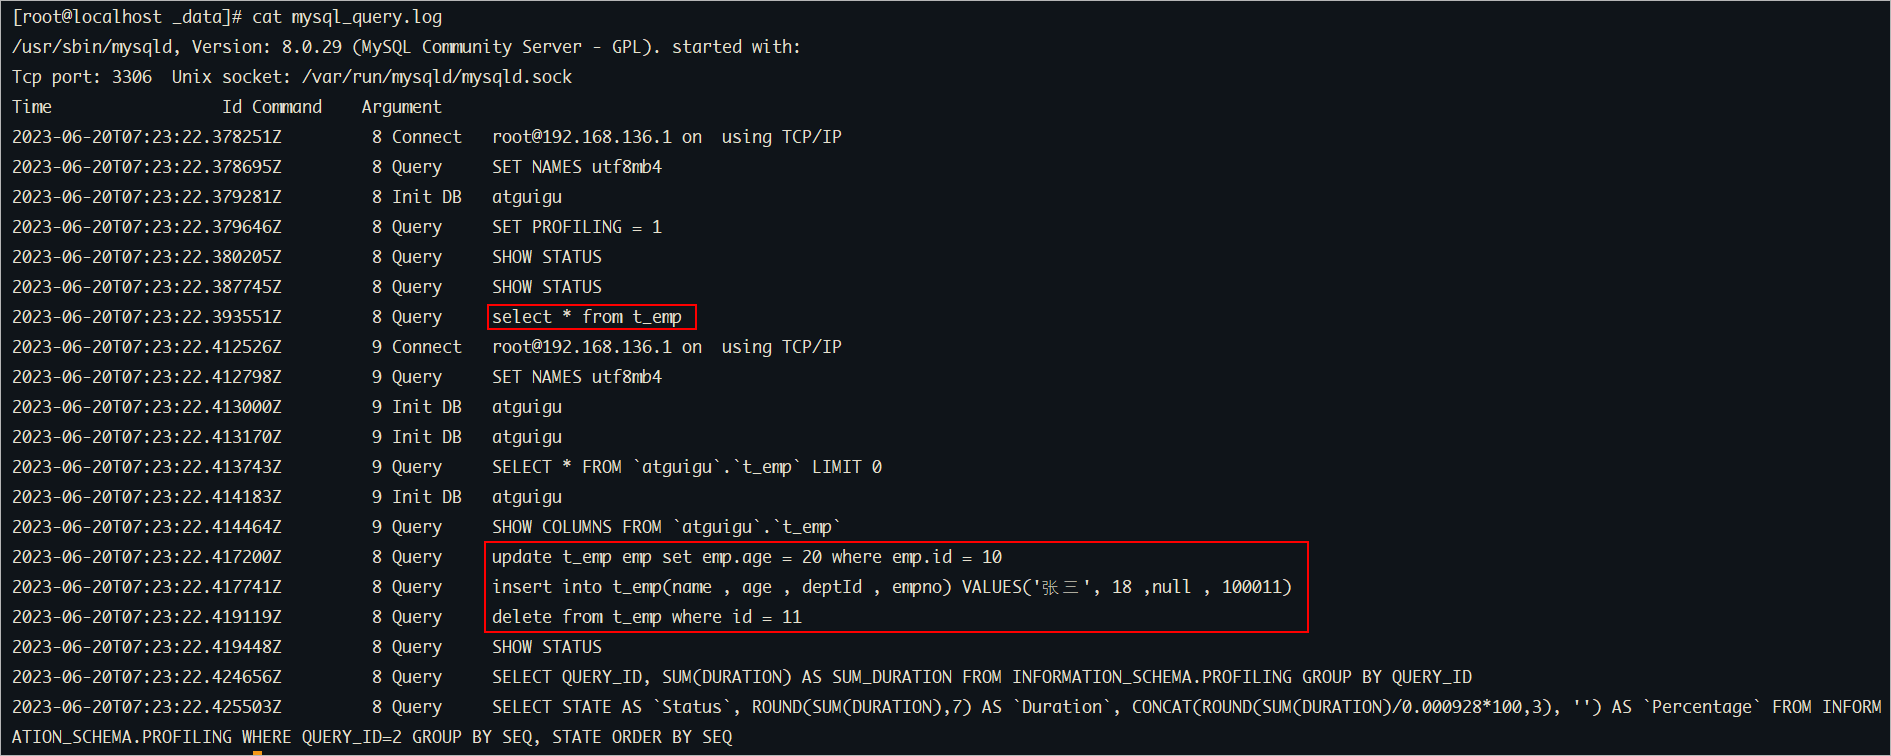 [root@localhost _data]# cat mysql_query.log
/usr/sbin/mysqld, Version: 8.0.29 (MySQL Community Server - GPL). started with:
Tcp port: 3306  Unix socket: /var/run/mysqld/mysqld.sock
Time                 Id Command    Argument
2023-06-20T07:23:22.378251Z         8 Connect   root@192.168.136.1 on  using TCP/IP
2023-06-20T07:23:22.378695Z         8 Query     SET NAMES utf8mb4
2023-06-20T07:23:22.379281Z         8 Init DB   atguigu
2023-06-20T07:23:22.379646Z         8 Query     SET PROFILING = 1
2023-06-20T07:23:22.380205Z         8 Query     SHOW STATUS
2023-06-20T07:23:22.387745Z         8 Query     SHOW STATUS
2023-06-20T07:23:22.393551Z         8 Query     select * from t_emp
2023-06-20T07:23:22.412526Z         9 Connect   root@192.168.136.1 on  using TCP/IP
2023-06-20T07:23:22.412798Z         9 Query     SET NAMES utf8mb4
2023-06-20T07:23:22.413000Z         9 Init DB   atguigu
2023-06-20T07:23:22.413170Z         9 Init DB   atguigu
2023-06-20T07:23:22.413743Z         9 Query     SELECT * FROM `atguigu`.`t_emp` LIMIT 0
2023-06-20T07:23:22.414183Z         9 Init DB   atguigu
2023-06-20T07:23:22.414464Z         9 Query     SHOW COLUMNS FROM `atguigu`.`t_emp`
2023-06-20T07:23:22.417200Z         8 Query     update t_emp emp set emp.age = 20 where emp.id = 10
2023-06-20T07:23:22.417741Z         8 Query     insert into t_emp(name , age , deptId , empno) VALUES('张三', 18 ,null , 100011)
2023-06-20T07:23:22.419119Z         8 Query     delete from t_emp where id = 11
2023-06-20T07:23:22.419448Z         8 Query     SHOW STATUS
2023-06-20T07:23:22.424656Z         8 Query     SELECT QUERY_ID, SUM(DURATION) AS SUM_DURATION FROM INFORMATION_SCHEMA.PROFILING GROUP BY QUERY_ID
2023-06-20T07:23:22.425503Z         8 Query     SELECT STATE AS `Status`, ROUND(SUM(DURATION),7) AS `Duration`, CONCAT(ROUND(SUM(DURATION)/0.000928*100,3), '') AS `Percentage` FROM INFORM
ATION_SCHEMA.PROFILING WHERE QUERY_ID=2 GROUP BY SEQ, STATE ORDER BY SEQ